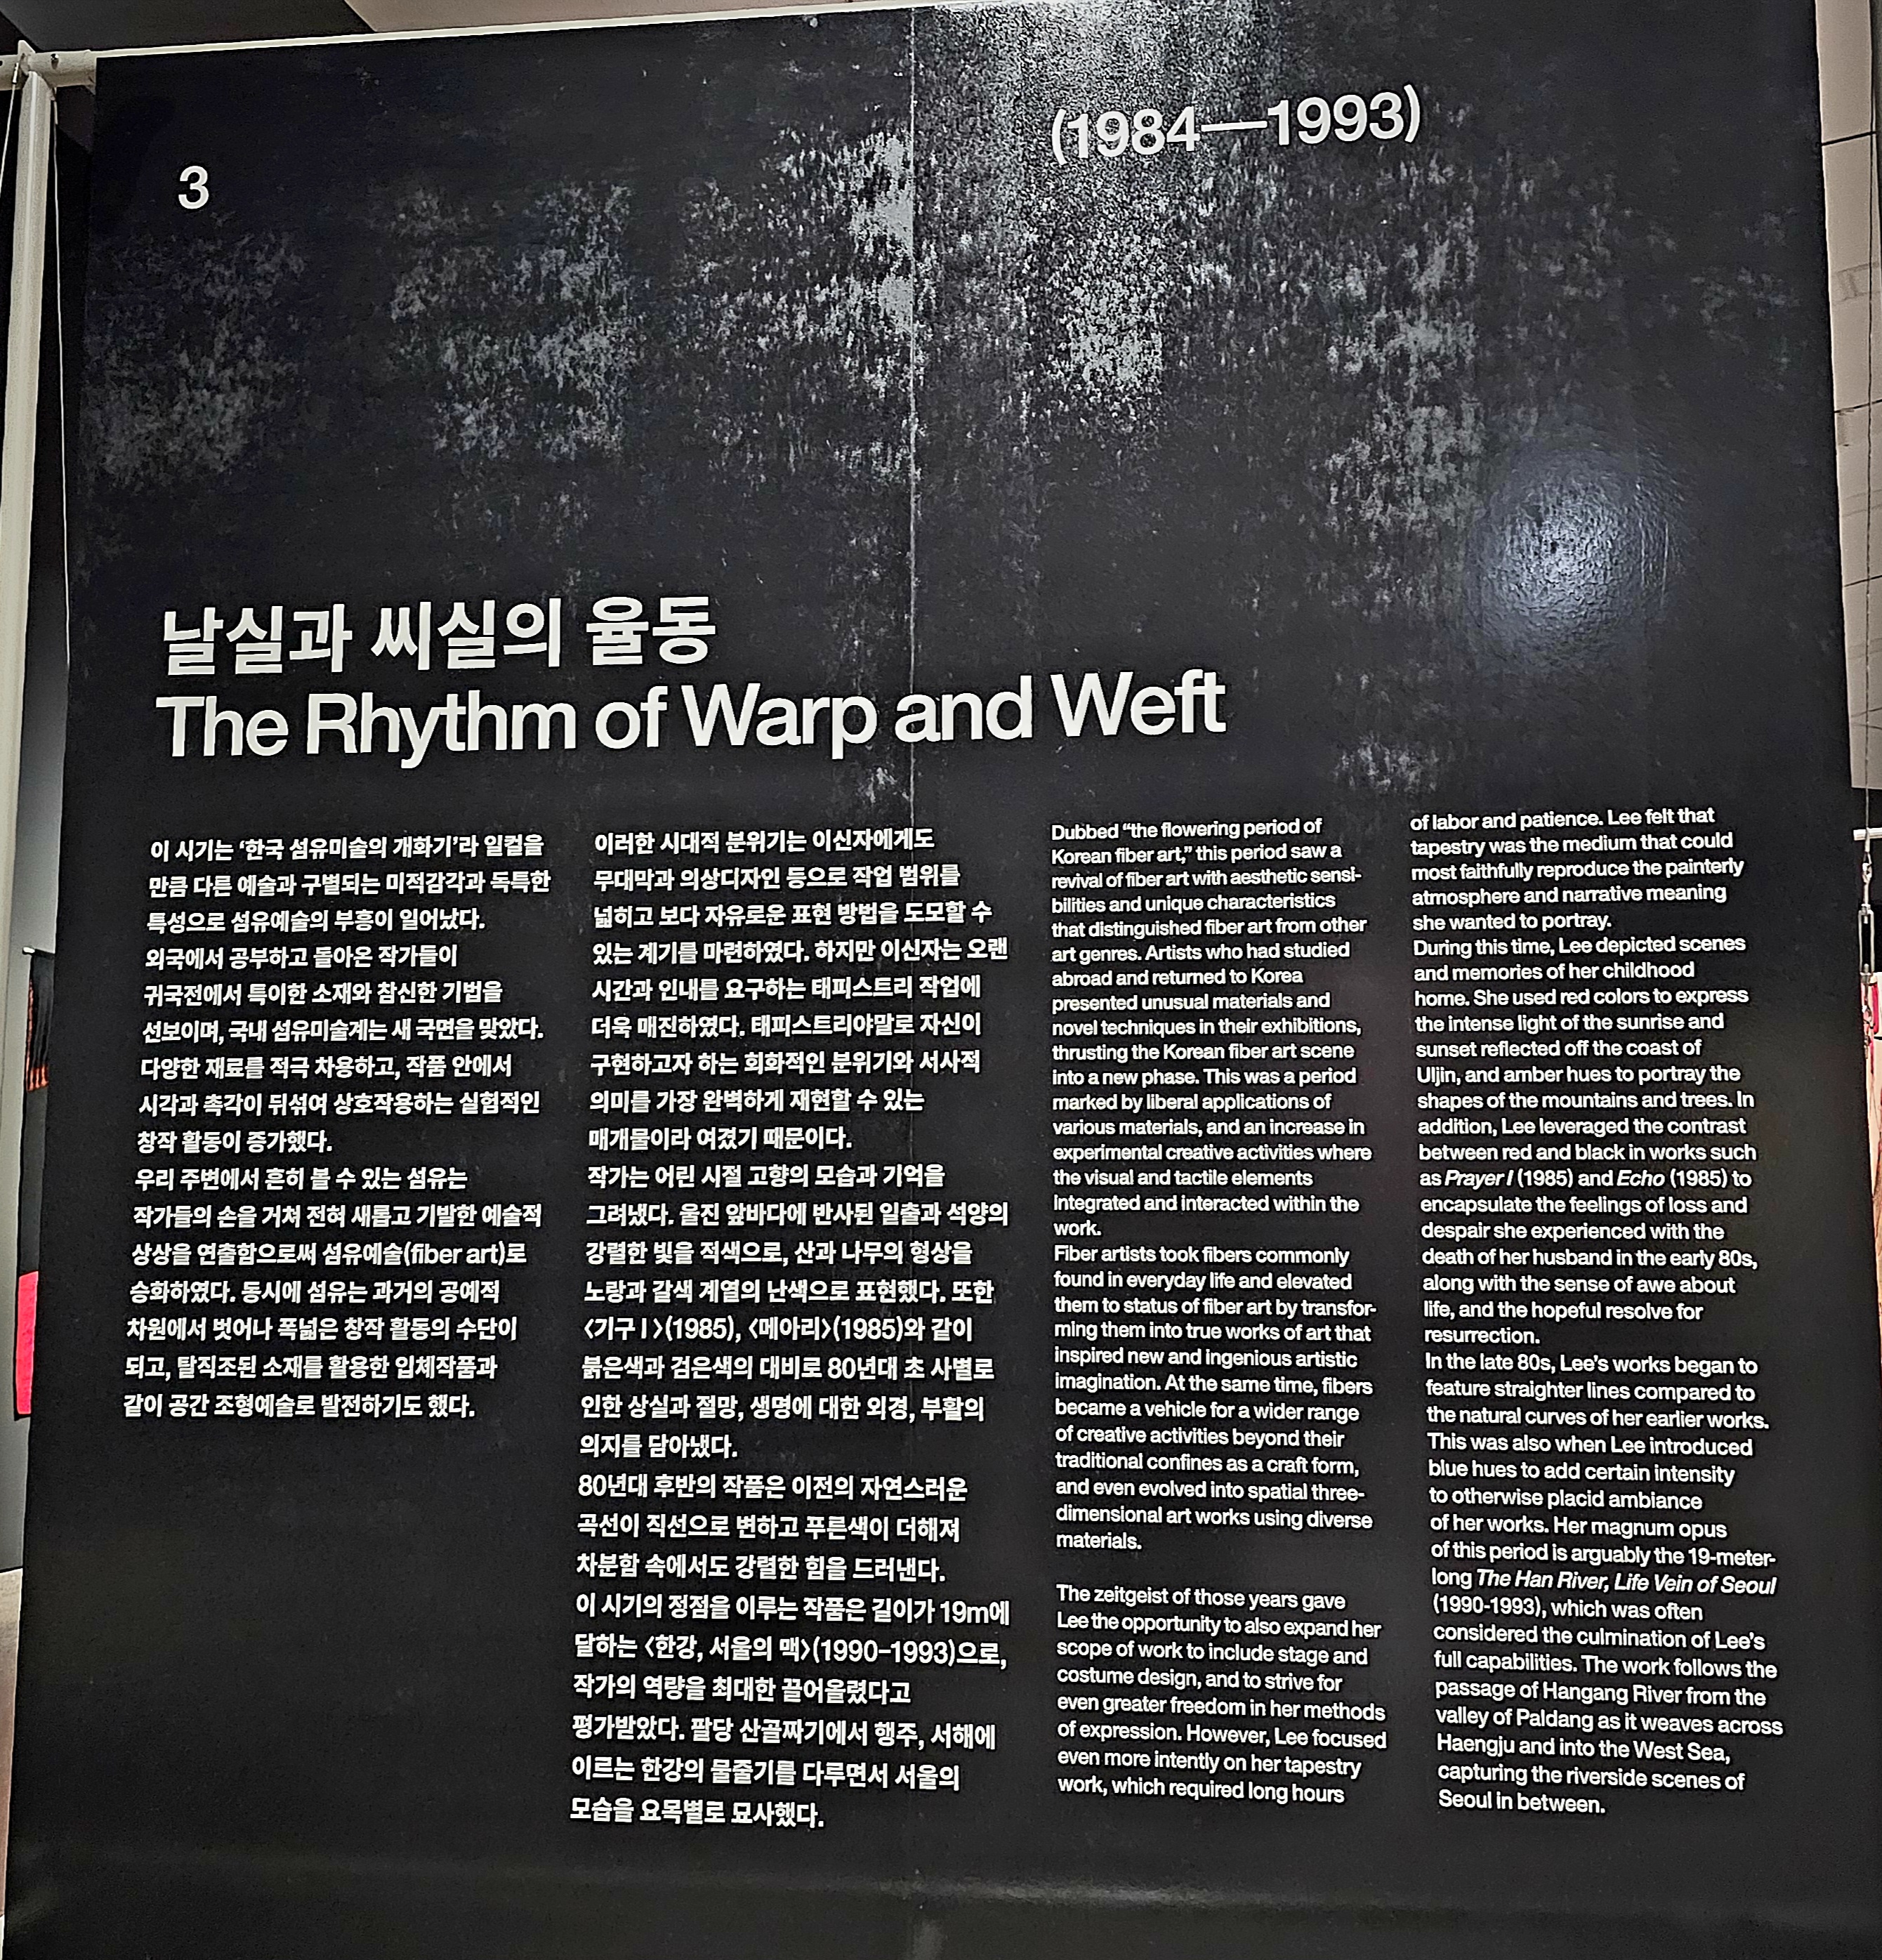 3
(1984—1993)
날실과 씨실의 율동
The Rhythm of Warp and Weft
이 시기는 ‘한국 섬유미술의 개화기’라 일컬을
만큼 다른 예술과 구별되는 미적감각과 독특한
특성으로 섬유예술의 부흥이 일어났다.
외국에서 공부하고 돌아온 작가들이
귀국전에서 특이한 소재와 참신한 기법을
선보이며, 국내 섬유미술계는 새 국면을 맞았다.
다양한 재료를 적극 차용하고, 작품 안에서
시각과 촉각이 뒤섞여 상호작용하는 실험적인
창작 활동이 증가했다.
우리 주변에서 흔히 볼 수 있는 섬유는
작가들의 손을 거쳐 전혀 새롭고 기발한 예술적
상상을 연출함으로써 섬유예술(fiber art)로
승화하였다. 동시에 섬유는 과거의 공예적
차원에서 벗어나 폭넓은 창작 활동의 수단이
되고, 탈직조된 소재를 활용한 입체작품과
같이 공간 조형예술로 발전하기도 했다.
이러한 시대적 분위기는 이신자에게도
무대막과 의상디자인 등으로 작업 범위를
넓히고 보다 자유로운 표현 방법을 도모할 수
있는 계기를 마련하였다. 하지만 이신자는 오랜
시간과 인내를 요구하는 태피스트리 작업에
더욱 매진하였다. 태피스트리야말로 자신이
구현하고자 하는 회화적인 분위기와 서사적
의미를 가장 완벽하게 재현할 수 있는
매개물이라 여겼기 때문이다.
작가는 어린 시절 고향의 모습과 기억을
그려냈다. 울진 앞바다에 반사된 일출과 석양의
강렬한 빛을 적색으로, 산과 나무의 형상을
노랑과 갈색 계열의 난색으로 표현했다. 또한
〈기구 I〉(1985), 〈메아리〉(1985)와 같이
붉은색과 검은색의 대비로 80년대 초 사별로
인한 상실과 절망, 생명에 대한 외경, 부활의
의지를 담아냈다.
80년대 후반의 작품은 이전의 자연스러운
곡선이 직선으로 변하고 푸른색이 더해져
차분함 속에서도 강렬한 힘을 드러낸다.
이 시기의 정점을 이루는 작품은 길이가 19m에
달하는 〈한강, 서울의 맥〉(1990–1993)으로,
작가의 역량을 최대한 끌어올렸다고
평가받았다. 팔당 산골짜기에서 행주, 서해에
이르는 한강의 물줄기를 다루면서 서울의
모습을 요목별로 묘사했다.
Dubbed “the flowering period of
Korean fiber art,” this period saw a
revival of fiber art with aesthetic sensi-
bilities and unique characteristics
that distinguished fiber art from other
art genres. Artists who had studied
abroad and returned to Korea
presented unusual materials and
novel techniques in their exhibitions,
thrusting the Korean fiber art scene
into a new phase. This was a period
marked by liberal applications of
various materials, and an increase in
experimental creative activities where
the visual and tactile elements
integrated and interacted within the
work.
Fiber artists took fibers commonly
found in everyday life and elevated
them to status of fiber art by transfor-
ming them into true works of art that
inspired new and ingenious artistic
imagination. At the same time, fibers
became a vehicle for a wider range
of creative activities beyond their
traditional confines as a craft form,
and even evolved into spatial three-
dimensional art works using diverse
materials.
The zeitgeist of those years gave
Lee the opportunity to also expand her
scope of work to include stage and
costume design, and to strive for
even greater freedom in her methods
of expression. However, Lee focused
even more intently on her tapestry
work, which required long hours
of labor and patience. Lee felt that
tapestry was the medium that could
most faithfully reproduce the painterly
atmosphere and narrative meaning
she wanted to portray.
During this time, Lee depicted scenes
and memories of her childhood
home. She used red colors to express
the intense light of the sunrise and
sunset reflected off the coast of
Uljin, and amber hues to portray the
shapes of the mountains and trees. In
addition, Lee leveraged the contrast
between red and black in works such
as Prayer I (1985) and Echo (1985) to
encapsulate the feelings of loss and
despair she experienced with the
death of her husband in the early 80s,
along with the sense of awe about
life, and the hopeful resolve for
resurrection.
In the late 80s, Lee’s works began to
feature straighter lines compared to
the natural curves of her earlier works.
This was also when Lee introduced
blue hues to add certain intensity
to otherwise placid ambiance
of her works. Her magnum opus
of this period is arguably the 19-meter-
long The Han River, Life Vein of Seoul
(1990-1993), which was often
considered the culmination of Lee’s
full capabilities. The work follows the
passage of Hangang River from the
valley of Paldang as it weaves across
Haengju and into the West Sea,
capturing the riverside scenes of
Seoul in between.